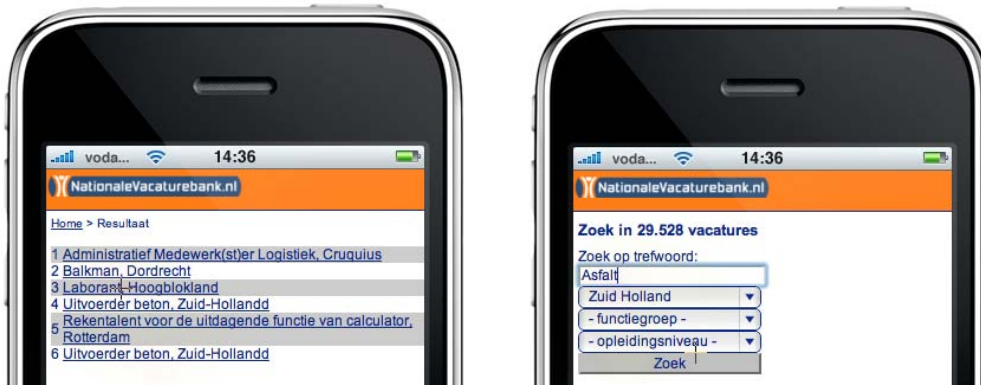 voda... 14:36
NationaleVacaturebank.nl
Home > Resultaat
1 Administratief Medewerk(st)er Logistiek, Cruquius
2 Balkman, Dordrecht
3 Laborant, Hoogblokland
4 Uitvoerder beton, Zuid-Hollandd
5 Rekentalent voor de uitdagende functie van calculator,
Rotterdam
6 Uitvoerder beton, Zuid-Hollandd
voda... 14:36
NationaleVacaturebank.nl
Zoek in 29.528 vacatures
Zoek op trefwoord:
Asfalt
Zuid Holland
- functiegroep -
- opleidingsniveau -
Zoek